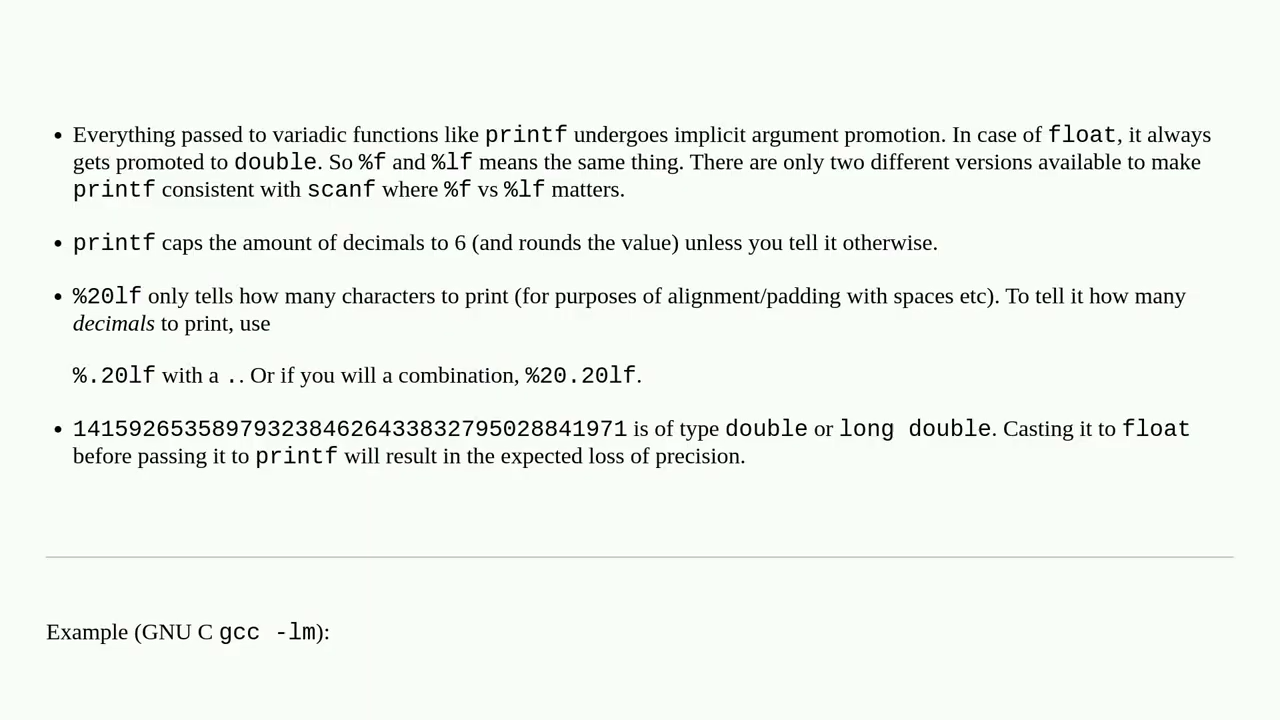 • Everything passed to variadic functions like printf undergoes implicit argument promotion. In case of float, it always
gets promoted to double. So %f and %lf means the same thing. There are only two different versions available to make
printf consistent with scanf where %f vs %lf matters.
• printf caps the amount of decimals to 6 (and rounds the value) unless you tell it otherwise.
• %20lf only tells how many characters to print (for purposes of alignment/padding with spaces etc). To tell it how many
decimals to print, use
%.20lf with a .. Or if you will a combination, %20.20lf.
• 1415926535897932384626433832795028841971 is of type double or long double. Casting it to float
before passing it to printf will result in the expected loss of precision.
Example (GNU C gcc -lm):